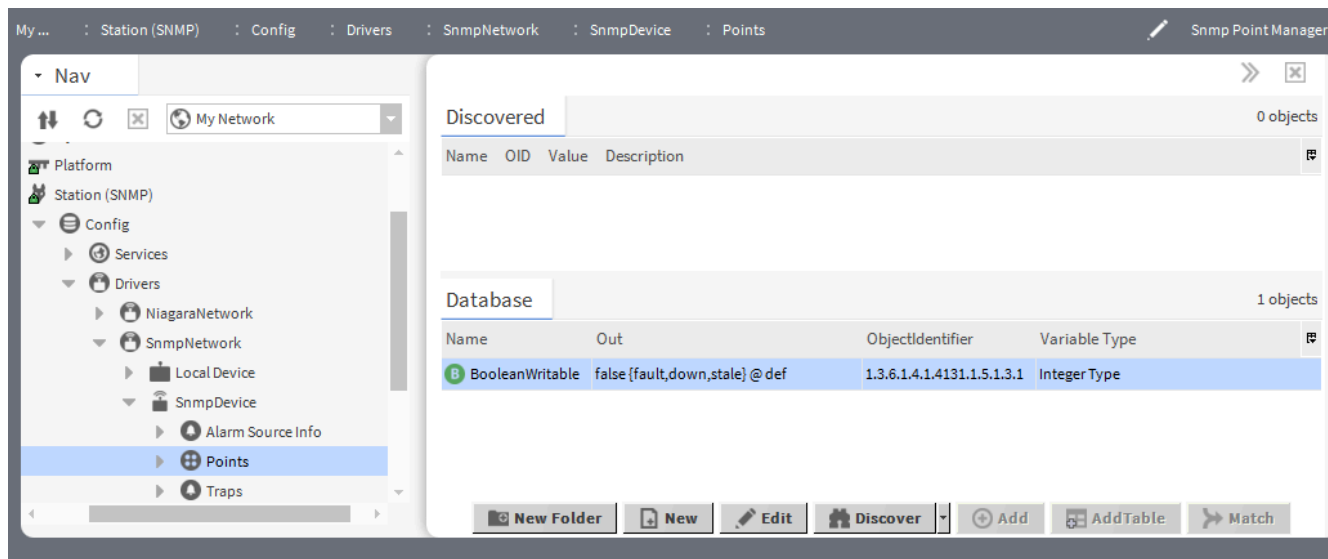 My ... : Station (SNMP) : Config : Drivers : SnmpNetwork : SnmpDevice : Points Snmp Point Manager
Nav
My Network
Platform
Station (SNMP)
Config
Services
Drivers
NiagaraNetwork
SnmpNetwork
Local Device
SnmpDevice
Alarm Source Info
Points
Traps
Discovered 0 objects
Name OID Value Description
Database 1 objects
Name Out ObjectIdentifier Variable Type
B BooleanWritable false {fault,down,stale} @ def 1.3.6.1.4.1.4131.1.5.1.3.1 Integer Type
New Folder New Edit Discover Add AddTable Match